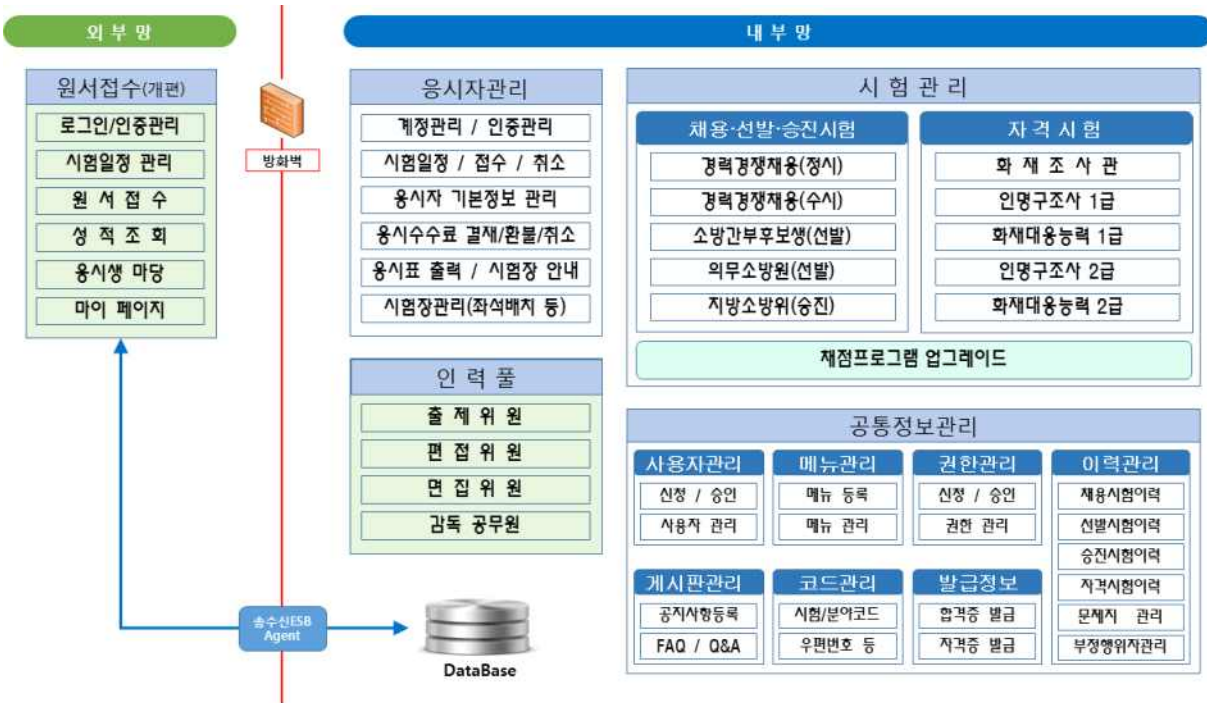 외 부 망
내 부 망
원서접수(개편)
로그인/인증관리
시험일정 관리
원 서 접 수
성 적 조 회
응시생 마당
마이 페이지
방화벽
응시자관리
계정관리 / 인증관리
시험일정 / 접수 / 취소
응시자 기본정보 관리
응시수수료 결재/환불/취소
응시표 출력 / 시험장 안내
시험장관리(좌석배치 등)
인 력 풀
출 제 위 원
편 접 위 원
면 집 위 원
감독 공무원
시 험 관 리
채용·선발·승진시험
경력경쟁채용(정시)
경력경쟁채용(수시)
소방간부후보생(선발)
의무소방원(선발)
지방소방위(승진)
자 격 시 험
화 재 조 사 관
인명구조사 1급
화재대응능력 1급
인명구조사 2급
화재대응능력 2급
채점프로그램 업그레이드
공통정보관리
사용자관리
신청 / 승인
사용자 관리
메뉴관리
메뉴 등록
메뉴 관리
권한관리
신청 / 승인
권한 관리
이력관리
채용시험이력
선발시험이력
승진시험이력
자격시험이력
문제지 관리
부정행위자관리
게시판관리
공지사항등록
FAQ / Q&A
코드관리
시험/분야코드
우편번호 등
발급정보
합격증 발급
자격증 발급
송수신ESB
Agent
DataBase